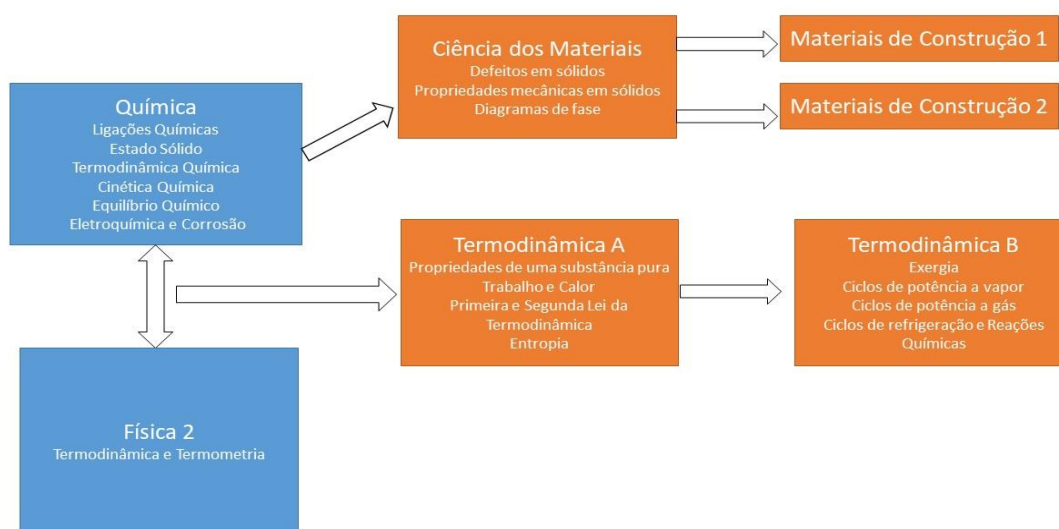 Química
Ligações Químicas
Estado Sólido
Termodinâmica Química
Cinética Química
Equilíbrio Químico
Eletroquímica e Corrosão
Física 2
Termodinâmica e Termometria
Ciência dos Materiais
Defeitos em sólidos
Propriedades mecânicas em sólidos
Diagramas de fase
Materiais de Construção 1
Materiais de Construção 2
Termodinâmica A
Propriedades de uma substância pura
Trabalho e Calor
Primeira e Segunda Lei da
Termodinâmica
Entropia
Termodinâmica B
Exergia
Ciclos de potência a vapor
Ciclos de potência a gás
Ciclos de refrigeração e Reações
Químicas